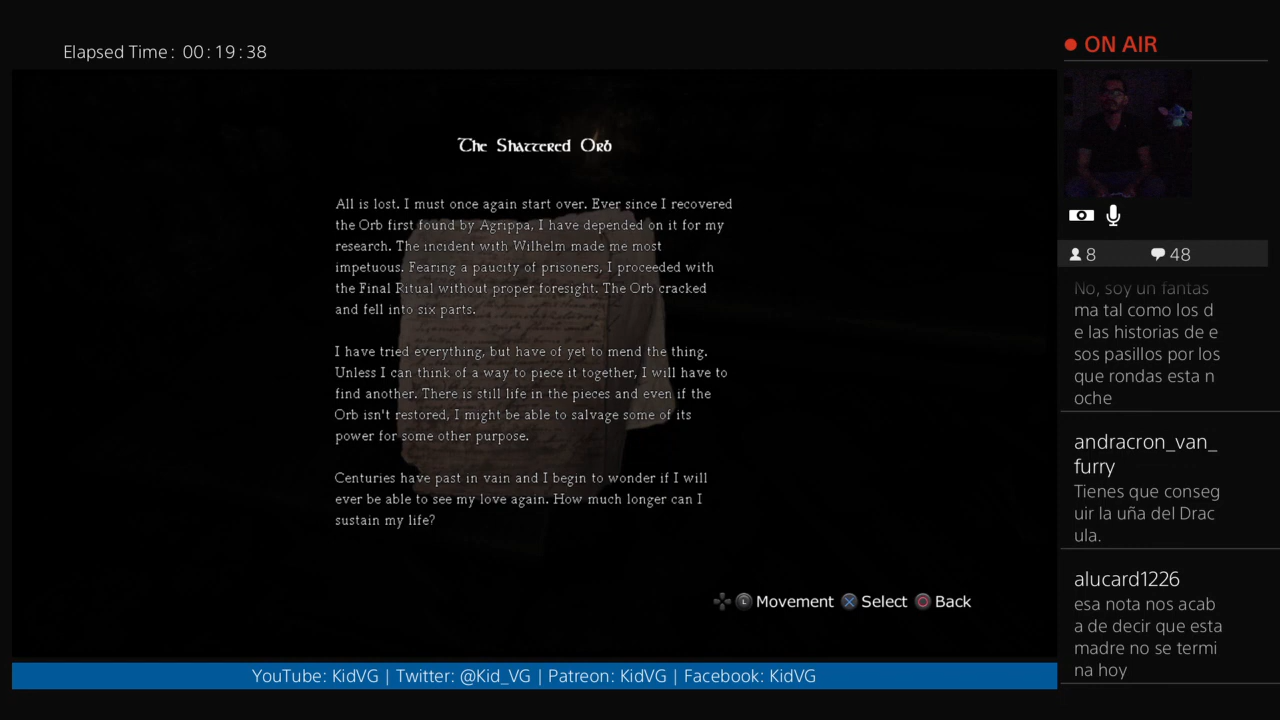 Elapsed Time: 00:19:38
ON AIR
The Shattered Orb
All is lost. I must once again start over. Ever since I recovered
the Orb first found by Agrippa, I have depended on it for my
research. The incident with Wilhelm made me most
impetuous. Fearing a paucity of prisoners, I proceeded with
the Final Ritual without proper foresight. The Orb cracked
and fell into six parts.
I have tried everything, but have of yet to mend the thing.
Unless I can think of a way to piece it together, I will have to
find another. There is still life in the pieces and even if the
Orb isn't restored, I might be able to salvage some of its
power for some other purpose.
Centuries have past in vain and I begin to wonder if I will
ever be able to see my love again. How much longer can I
sustain my life?
L Movement Select Back
YouTube: KidVG | Twitter: @Kid_VG | Patreon: KidVG | Facebook: KidVG
8 48
No, soy un fantas
ma tal como los d
e las historias de e
sos pasillos por los
que rondas esta n
oche
andracron_van_
furry
Tienes que conseg
uir la uña del Drac
ula.
alucard1226
esa nota nos acab
a de decir que esta
madre no se termi
na hoy